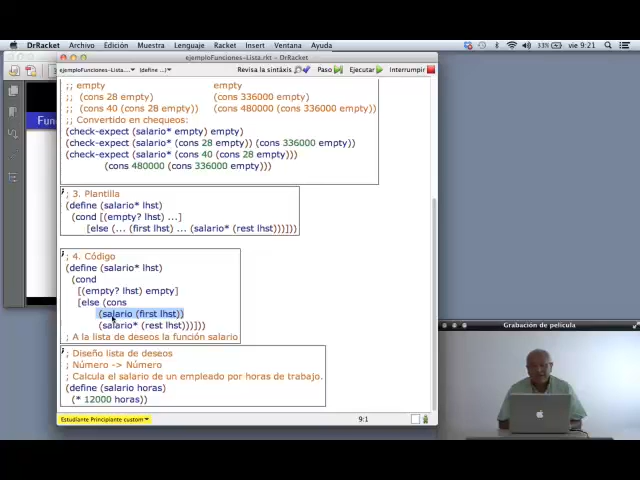 DrRacket Archivo Edición Muestra Lenguaje Racket Insert Ventana Ayuda 33% vie 9:21
ejemploFunciones-Lista.rkt - DrRacket
ejemploFunciones-Lista... (define ...) Revisa la sintáxis Paso Ejecutar Interrumpir
;; empty empty
;; (cons 28 empty) (cons 336000 empty)
;; (cons 40 (cons 28 empty)) (cons 480000 (cons 336000 empty))
;; Convertido en chequeos:
(check-expect (salario* empty) empty)
(check-expect (salario* (cons 28 empty)) (cons 336000 empty))
(check-expect (salario* (cons 40 (cons 28 empty)))
(cons 480000 (cons 336000 empty)))
; 3. Plantilla
(define (salario* lhst)
(cond [(empty? lhst) ...]
[else (... (first lhst) ... (salario* (rest lhst)))]))
; 4. Código
(define (salario* lhst)
(cond
[(empty? lhst) empty]
[else (cons
(salario (first lhst))
(salario* (rest lhst)))]))
; A la lista de deseos la función salario
; Diseño lista de deseos
; Número -> Número
; Calcula el salario de un empleado por horas de trabajo.
(define (salario horas)
(* 12000 horas))
Estudiante Principiante custom 9:1
Grabación de película
Fun